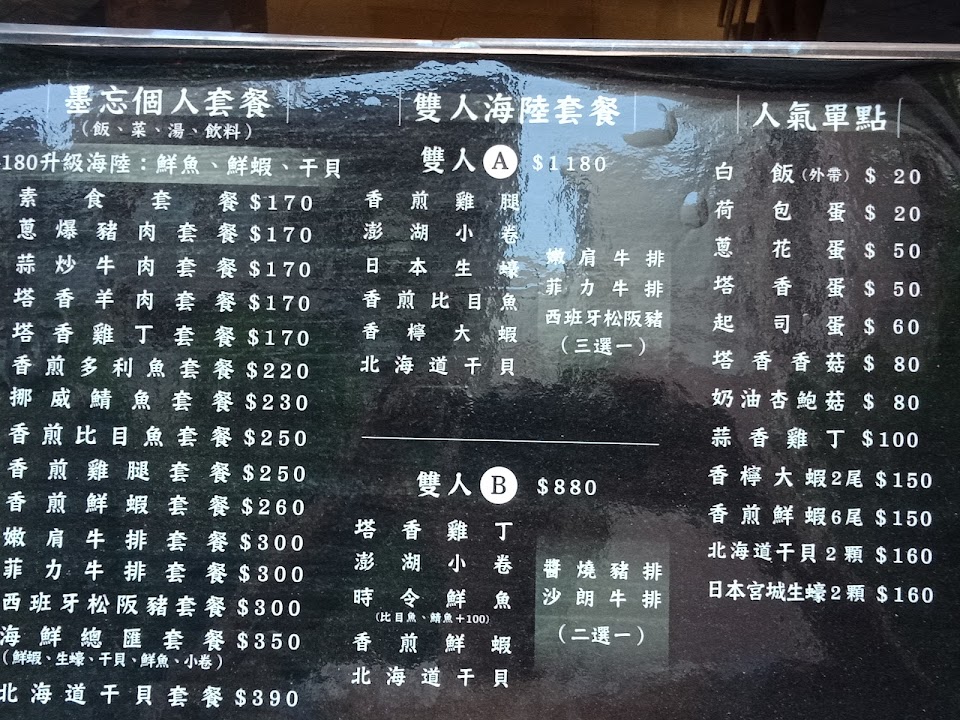 墨忘個人套餐
(飯、菜、湯、飲料)
180升級海陸：鮮魚、鮮蝦、干貝
素食套餐$170
蔥爆豬肉套餐$170
蒜炒牛肉套餐$170
塔香羊肉套餐$170
塔香雞丁套餐$170
香煎多利魚套餐$220
挪威鯖魚套餐$230
香煎比目魚套餐$250
香煎雞腿套餐$250
香煎鮮蝦套餐$260
嫩肩牛排套餐$300
菲力牛排套餐$300
西班牙松阪豬套餐$300
海鮮總匯套餐$350
(鮮蝦、生蠔、干貝、鮮魚、小卷)
北海道干貝套餐$390
雙人海陸套餐
雙人A $1180
香煎雞腿
澎湖小卷
日本生蠔
香煎比目魚
香檸大蝦
北海道干貝
嫩肩牛排
菲力牛排
西班牙松阪豬
(三選一)
雙人B $880
塔香雞丁
澎湖小卷
時令鮮魚
(比目魚、鯖魚+100)
香煎鮮蝦
北海道干貝
醬燒豬排
沙朗牛排
(二選一)
人氣單點
白飯(外帶) $ 20
荷包蛋 $ 20
蔥花蛋 $ 50
塔香蛋 $ 50
起司蛋 $ 60
塔香香菇 $ 80
奶油杏鮑菇 $ 80
蒜香雞丁 $100
香檸大蝦2尾 $150
香煎鮮蝦6尾 $150
北海道干貝2顆 $160
日本宮城生蠔2顆 $160